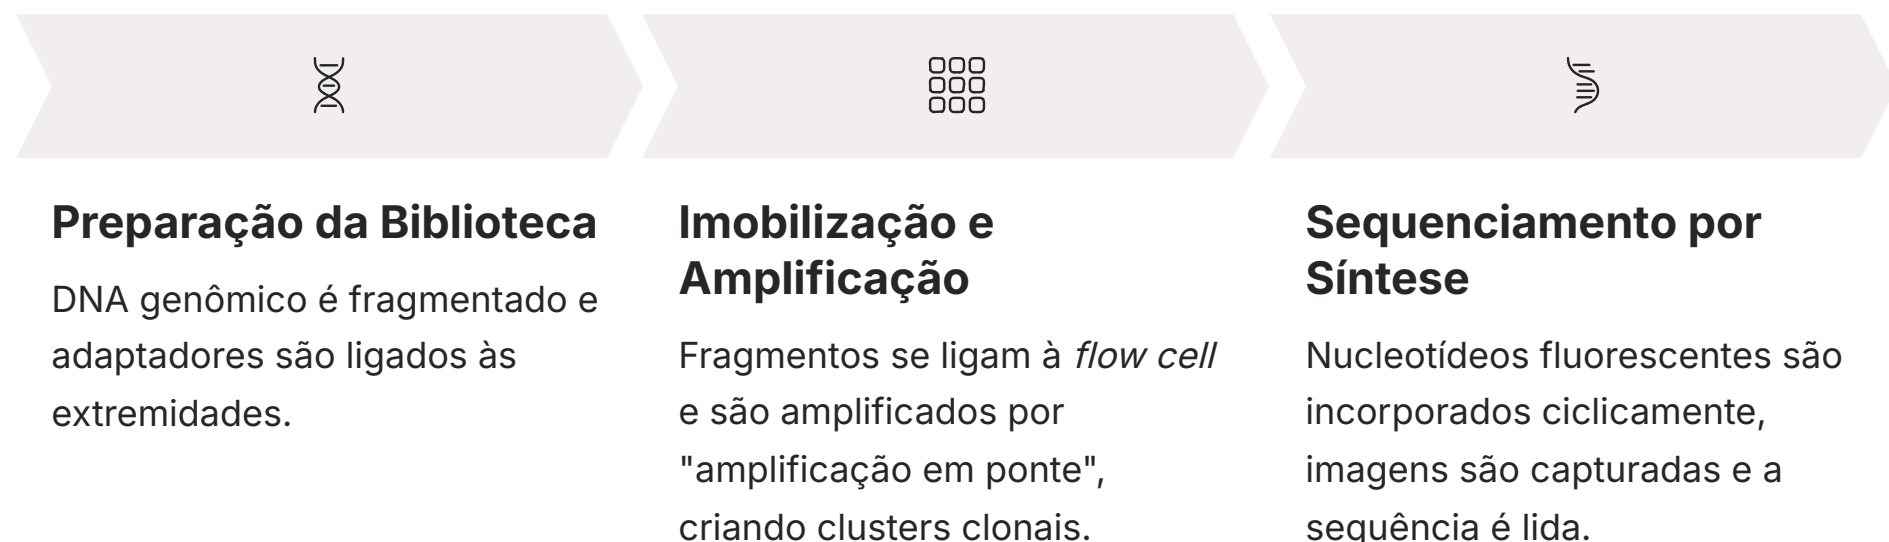 Preparação da Biblioteca
DNA genômico é fragmentado e
adaptadores são ligados às
extremidades.
Imobilização e
Amplificação
Fragmentos se ligam à flow cell
e são amplificados por
"amplificação em ponte",
criando clusters clonais.
Sequenciamento por
Síntese
Nucleotídeos fluorescentes são
incorporados ciclicamente,
imagens são capturadas e a
sequência é lida.